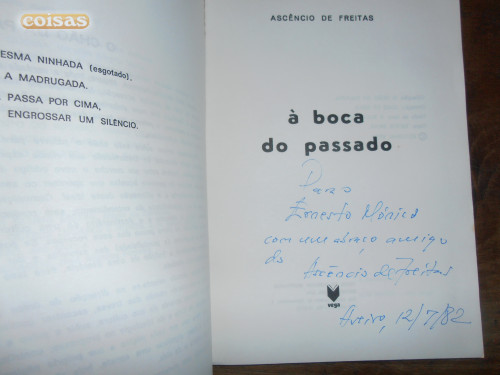 coisas
ESMA NINHADA (esgotado).
A MADRUGADA.
PASSA POR CIMA,
ENGROSSAR UM SILÊNCIO.
ASCÊNCIO DE FREITAS
à boca
do passado
Para
Ernesto Mónica
com um abraço amigo
do Ascêncio de Freitas
vega
Aveiro, 12/7/82